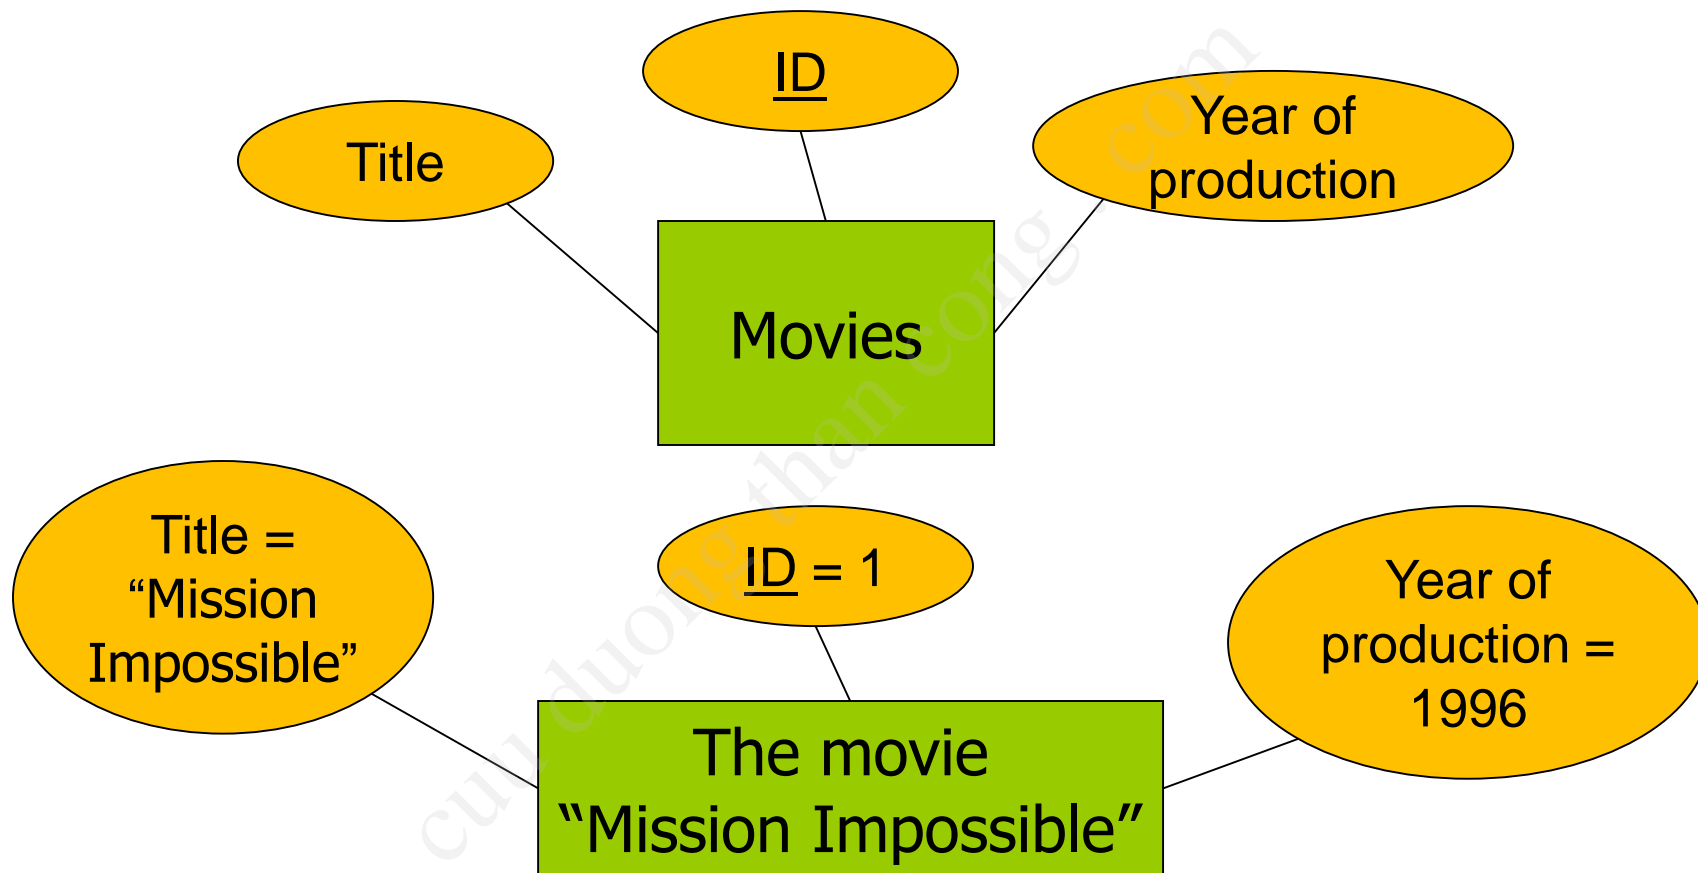 ID
Title
Year of
production
Movies
Title =
“Mission
Impossible”
ID = 1
Year of
production =
1996
The movie
“Mission Impossible”
cuu duong than cong . com